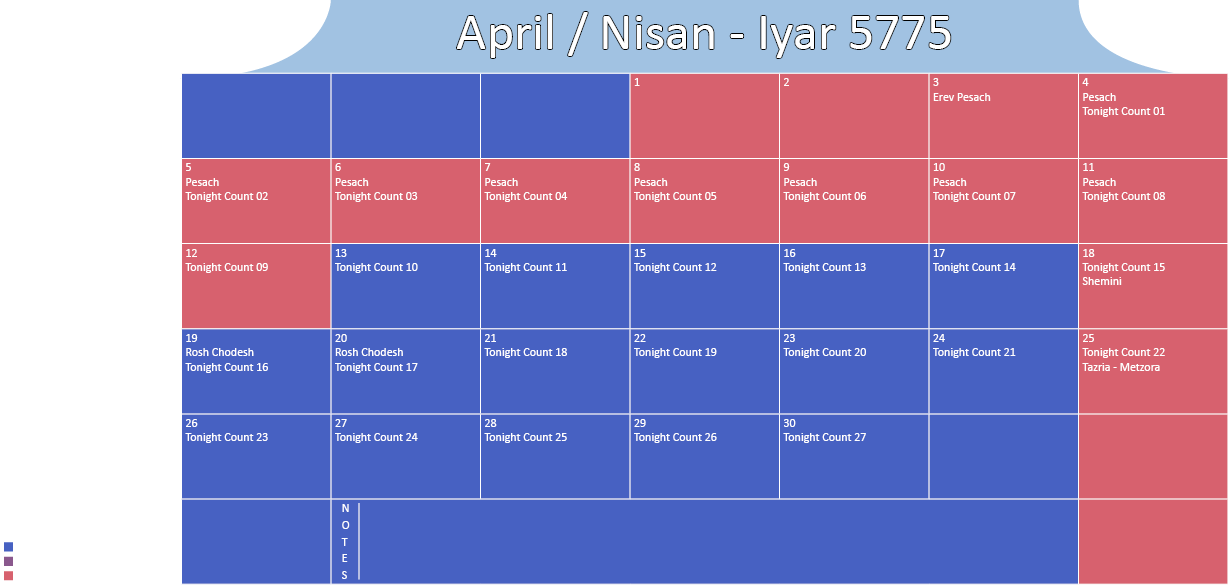 April / Nisan - Iyar 5775
1
2
3
Erev Pesach
4
Pesach
Tonight Count 01
5
Pesach
Tonight Count 02
6
Pesach
Tonight Count 03
7
Pesach
Tonight Count 04
8
Pesach
Tonight Count 05
9
Pesach
Tonight Count 06
10
Pesach
Tonight Count 07
11
Pesach
Tonight Count 08
12
Tonight Count 09
13
Tonight Count 10
14
Tonight Count 11
15
Tonight Count 12
16
Tonight Count 13
17
Tonight Count 14
18
Tonight Count 15
Shemini
19
Rosh Chodesh
Tonight Count 16
20
Rosh Chodesh
Tonight Count 17
21
Tonight Count 18
22
Tonight Count 19
23
Tonight Count 20
24
Tonight Count 21
25
Tonight Count 22
Tazria - Metzora
26
Tonight Count 23
27
Tonight Count 24
28
Tonight Count 25
29
Tonight Count 26
30
Tonight Count 27
N
O
T
E
S